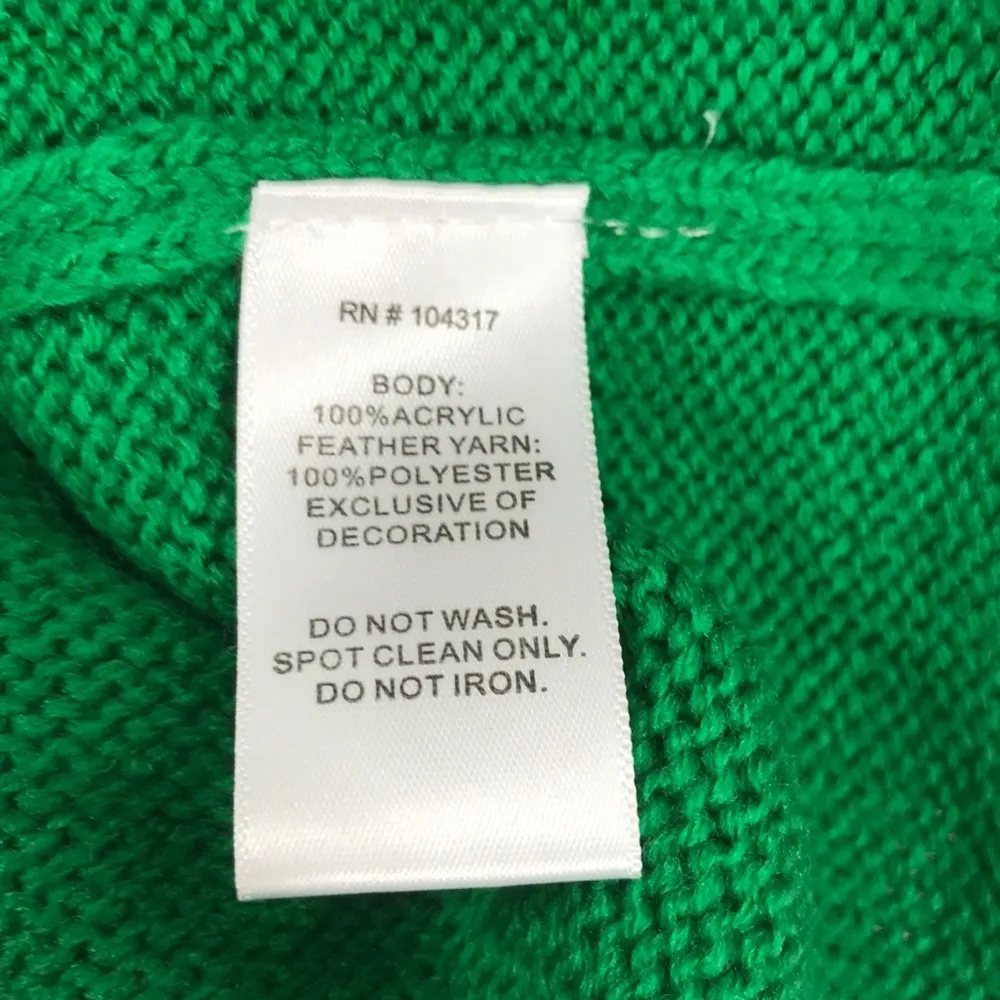 RN # 104317
BODY:
100%ACRYLIC
FEATHER YARN:
100%POLYESTER
EXCLUSIVE OF
DECORATION
DO NOT WASH.
SPOT CLEAN ONLY.
DO NOT IRON.